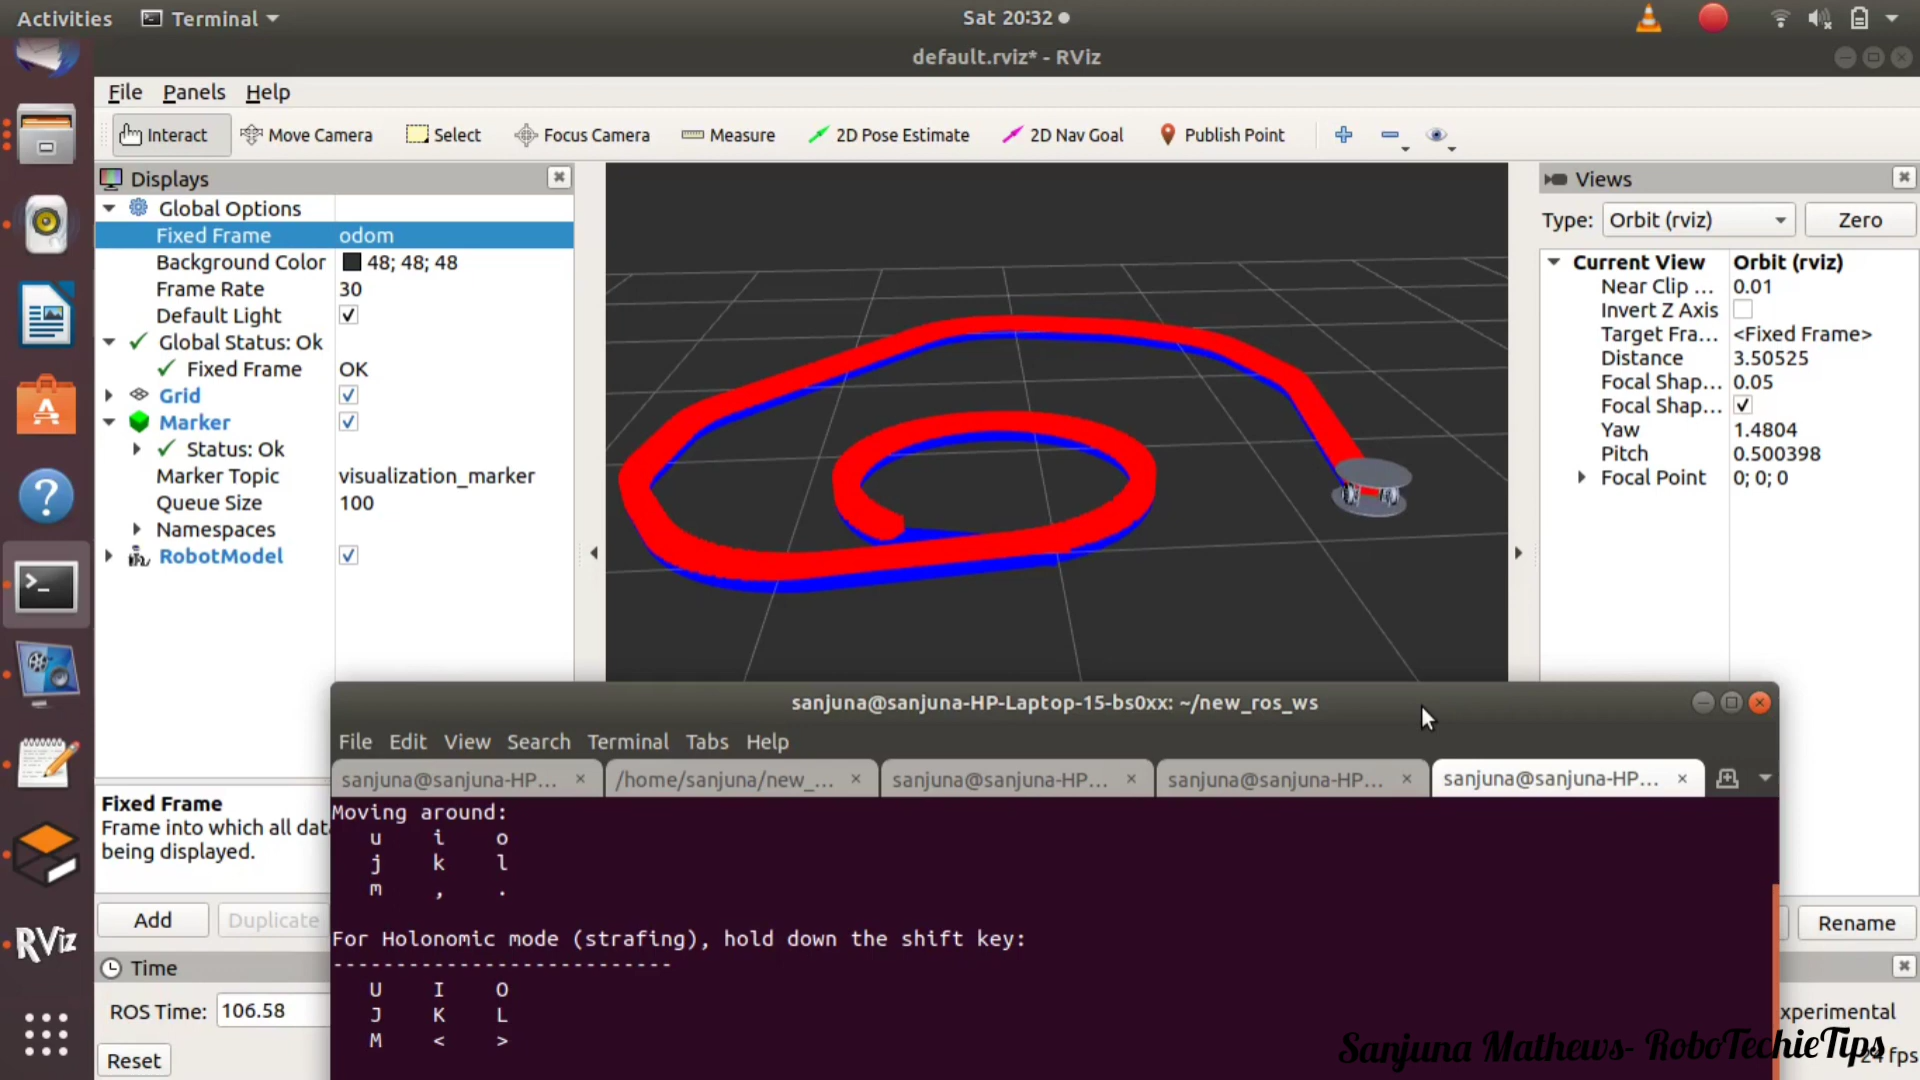 Activities
Terminal
Sat 20:32
default.rviz* - RViz
File Panels Help
Interact Move Camera Select Focus Camera Measure 2D Pose Estimate 2D Nav Goal Publish Point
Displays
Global Options
Fixed Frame odom
Background Color 48; 48; 48
Frame Rate 30
Default Light
Global Status: Ok
Fixed Frame OK
Grid
Marker
Status: Ok
Marker Topic visualization_marker
Queue Size 100
Namespaces
RobotModel
Fixed Frame
Frame into which all dat
being displayed.
Add Duplicate
Time
ROS Time: 106.58
Reset
Views
Type: Orbit (rviz) Zero
Current View Orbit (rviz)
Near Clip ... 0.01
Invert Z Axis
Target Fra... <Fixed Frame>
Distance 3.50525
Focal Shap... 0.05
Focal Shap...
Yaw 1.4804
Pitch 0.500398
Focal Point 0; 0; 0
Rename
xperimental
24 fps
sanjuna@sanjuna-HP-Laptop-15-bs0xx: ~/new_ros_ws
File Edit View Search Terminal Tabs Help
sanjuna@sanjuna-HP... /home/sanjuna/new_... sanjuna@sanjuna-HP... sanjuna@sanjuna-HP... sanjuna@sanjuna-HP...
Moving around:
u i o
j k l
m , .
For Holonomic mode (strafing), hold down the shift key:
---------------------------
U I O
J K L
M < >
RViz
Sanjuna Mathews- RoboTechieTips